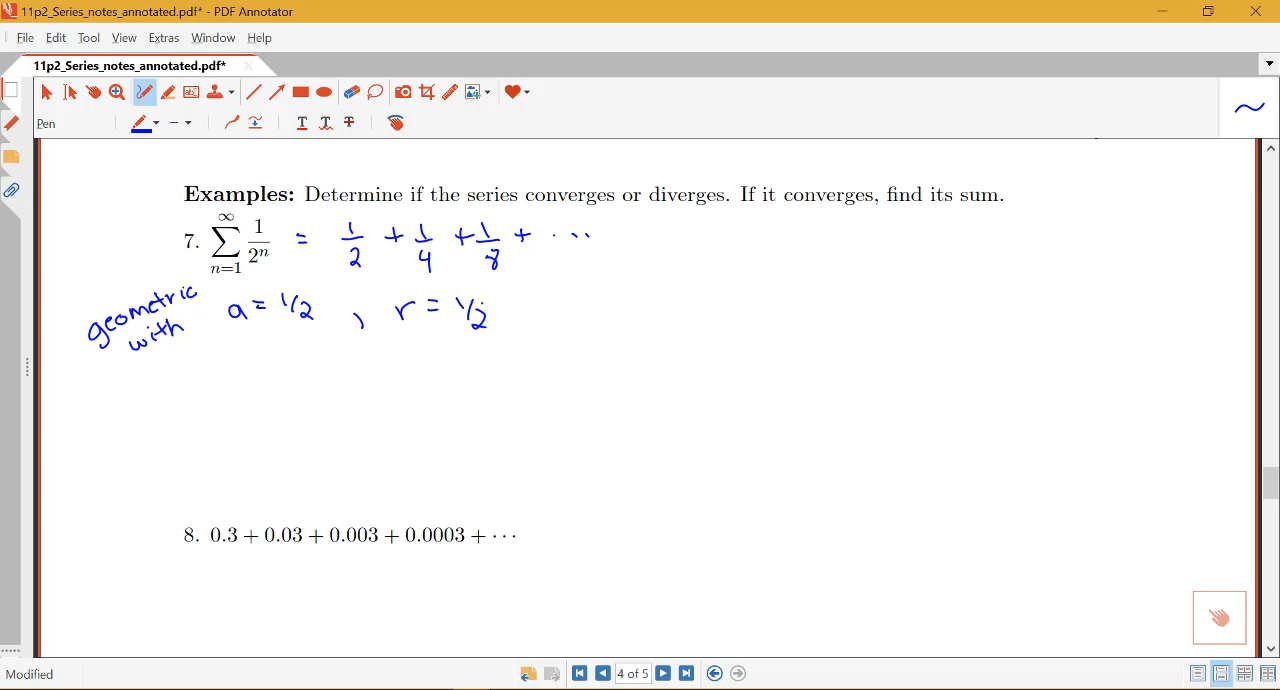 11p2_Series_notes_annotated.pdf* - PDF Annotator
File Edit Tool View Extras Window Help
11p2_Series_notes_annotated.pdf*
Pen
Examples: Determine if the series converges or diverges. If it converges, find its sum.
7. ∑_{n=1}^{∞} 1/2ⁿ = 1/2 + 1/4 + 1/8 + ...
geometric with a = 1/2 , r = 1/2
8. 0.3 + 0.03 + 0.003 + 0.0003 + ···
Modified 4 of 5